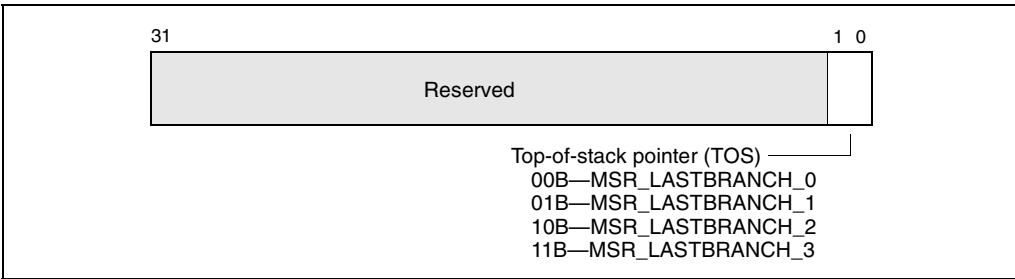 31 1 0
Reserved
Top-of-stack pointer (TOS)
00B—MSR_LASTBRANCH_0
01B—MSR_LASTBRANCH_1
10B—MSR_LASTBRANCH_2
11B—MSR_LASTBRANCH_3